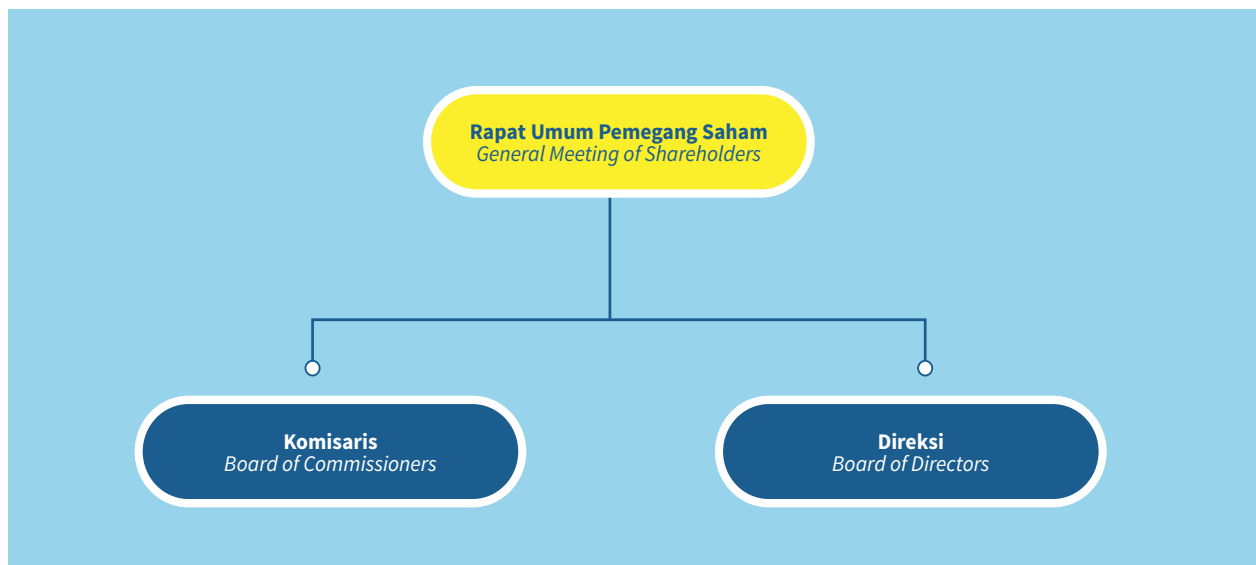 Rapat Umum Pemegang Saham
General Meeting of Shareholders
Komisaris
Board of Commissioners
Direksi
Board of Directors